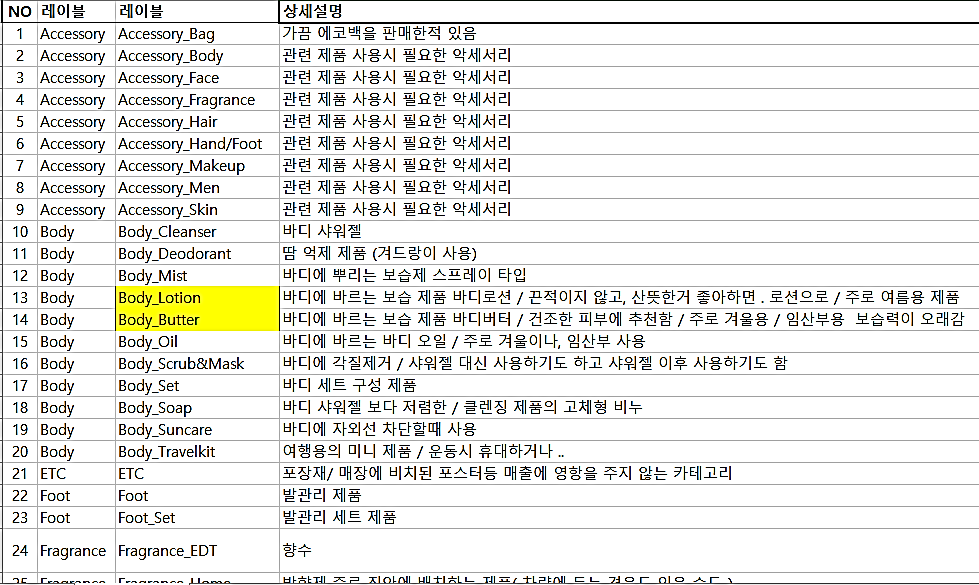 NO 레이블 레이블 상세설명
1 Accessory Accessory_Bag 가끔 에코백을 판매한적 있음
2 Accessory Accessory_Body 관련 제품 사용시 필요한 악세서리
3 Accessory Accessory_Face 관련 제품 사용시 필요한 악세서리
4 Accessory Accessory_Fragrance 관련 제품 사용시 필요한 악세서리
5 Accessory Accessory_Hair 관련 제품 사용시 필요한 악세서리
6 Accessory Accessory_Hand/Foot 관련 제품 사용시 필요한 악세서리
7 Accessory Accessory_Makeup 관련 제품 사용시 필요한 악세서리
8 Accessory Accessory_Men 관련 제품 사용시 필요한 악세서리
9 Accessory Accessory_Skin 관련 제품 사용시 필요한 악세서리
10 Body Body_Cleanser 바디 샤워젤
11 Body Body_Deodorant 땀 억제 제품 (겨드랑이 사용)
12 Body Body_Mist 바디에 뿌리는 보습제 스프레이 타입
13 Body Body_Lotion 바디에 바르는 보습 제품 바디로션 / 끈적이지 않고, 산뜻한거 좋아하면 . 로션으로 / 주로 여름용 제품
14 Body Body_Butter 바디에 바르는 보습 제품 바디버터 / 건조한 피부에 추천함 / 주로 겨울용 / 임산부용 보습력이 오래감
15 Body Body_Oil 바디에 바르는 바디 오일 / 주로 겨울이나, 임산부 사용
16 Body Body_Scrub&Mask 바디에 각질제거 / 샤워젤 대신 사용하기도 하고 샤워젤 이후 사용하기도 함
17 Body Body_Set 바디 세트 구성 제품
18 Body Body_Soap 바디 샤워젤 보다 저렴한 / 클렌징 제품의 고체형 비누
19 Body Body_Suncare 바디에 자외선 차단할때 사용
20 Body Body_Travelkit 여행용의 미니 제품 / 운동시 휴대하거나 ..
21 ETC ETC 포장재/ 매장에 비치된 포스터등 매출에 영향을 주지 않는 카테고리
22 Foot Foot 발관리 제품
23 Foot Foot_Set 발관리 세트 제품
24 Fragrance Fragrance_EDT 향수
25 Fragrance Fragrance_Home